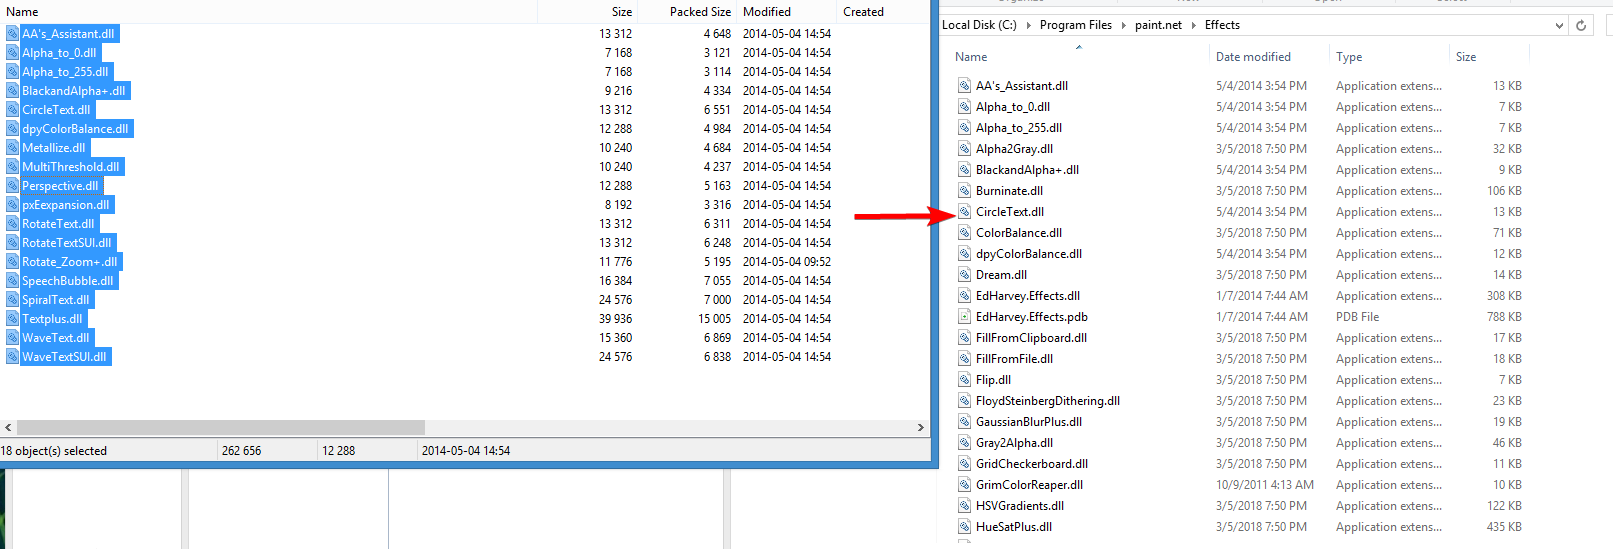 Name Size Packed Size Modified Created
AA's_Assistant.dll 13 312 4 648 2014-05-04 14:54
Alpha_to_0.dll 7 168 3 121 2014-05-04 14:54
Alpha_to_255.dll 7 168 3 114 2014-05-04 14:54
BlackandAlpha+.dll 9 216 4 334 2014-05-04 14:54
CircleText.dll 13 312 6 551 2014-05-04 14:54
dpyColorBalance.dll 12 288 4 984 2014-05-04 14:54
Metallize.dll 10 240 4 684 2014-05-04 14:54
MultiThreshold.dll 10 240 4 237 2014-05-04 14:54
Perspective.dll 12 288 5 163 2014-05-04 14:54
pxEexpansion.dll 8 192 3 316 2014-05-04 14:54
RotateText.dll 13 312 6 311 2014-05-04 14:54
RotateTextSUI.dll 13 312 6 248 2014-05-04 14:54
Rotate_Zoom+.dll 11 776 5 195 2014-05-04 09:52
SpeechBubble.dll 16 384 7 055 2014-05-04 14:54
SpiralText.dll 24 576 7 000 2014-05-04 14:54
Textplus.dll 39 936 15 005 2014-05-04 14:54
WaveText.dll 15 360 6 869 2014-05-04 14:54
WaveTextSUI.dll 24 576 6 838 2014-05-04 14:54
18 object(s) selected 262 656 12 288 2014-05-04 14:54
Local Disk (C:) Program Files paint.net Effects
Name Date modified Type Size
AA's_Assistant.dll 5/4/2014 3:54 PM Application extens... 13 KB
Alpha_to_0.dll 5/4/2014 3:54 PM Application extens... 7 KB
Alpha_to_255.dll 5/4/2014 3:54 PM Application extens... 7 KB
Alpha2Gray.dll 3/5/2018 7:50 PM Application extens... 32 KB
BlackandAlpha+.dll 5/4/2014 3:54 PM Application extens... 9 KB
Burninate.dll 3/5/2018 7:50 PM Application extens... 106 KB
CircleText.dll 5/4/2014 3:54 PM Application extens... 13 KB
ColorBalance.dll 3/5/2018 7:50 PM Application extens... 71 KB
dpyColorBalance.dll 5/4/2014 3:54 PM Application extens... 12 KB
Dream.dll 3/5/2018 7:50 PM Application extens... 14 KB
EdHarvey.Effects.dll 1/7/2014 7:44 AM Application extens... 308 KB
EdHarvey.Effects.pdb 1/7/2014 7:44 AM PDB File 788 KB
FillFromClipboard.dll 3/5/2018 7:50 PM Application extens... 17 KB
FillFromFile.dll 3/5/2018 7:50 PM Application extens... 18 KB
Flip.dll 3/5/2018 7:50 PM Application extens... 7 KB
FloydSteinbergDithering.dll 3/5/2018 7:50 PM Application extens... 23 KB
GaussianBlurPlus.dll 3/5/2018 7:50 PM Application extens... 19 KB
Gray2Alpha.dll 3/5/2018 7:50 PM Application extens... 46 KB
GridCheckerboard.dll 3/5/2018 7:50 PM Application extens... 11 KB
GrimColorReaper.dll 10/9/2011 4:13 AM Application extens... 10 KB
HSVGradients.dll 3/5/2018 7:50 PM Application extens... 122 KB
HueSatPlus.dll 3/5/2018 7:50 PM Application extens... 435 KB